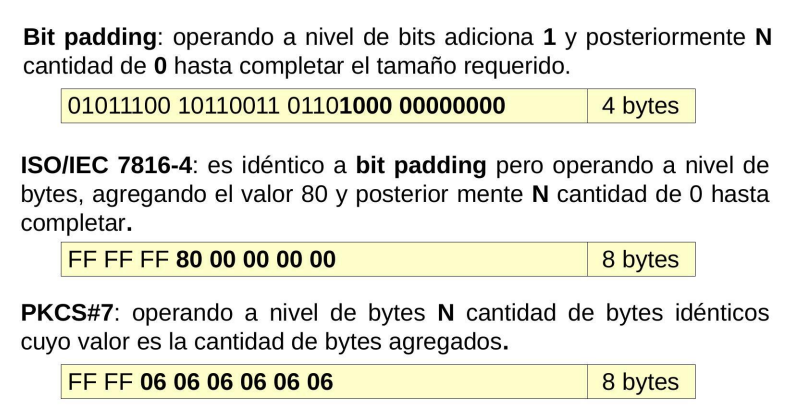 Bit padding: operando a nivel de bits adiciona 1 y posteriormente N
cantidad de 0 hasta completar el tamaño requerido.
01011100 10110011 01101000 00000000 4 bytes
ISO/IEC 7816-4: es idéntico a bit padding pero operando a nivel de
bytes, agregando el valor 80 y posterior mente N cantidad de 0 hasta
completar.
FF FF FF 80 00 00 00 00 8 bytes
PKCS#7: operando a nivel de bytes N cantidad de bytes idénticos
cuyo valor es la cantidad de bytes agregados.
FF FF 06 06 06 06 06 06 8 bytes